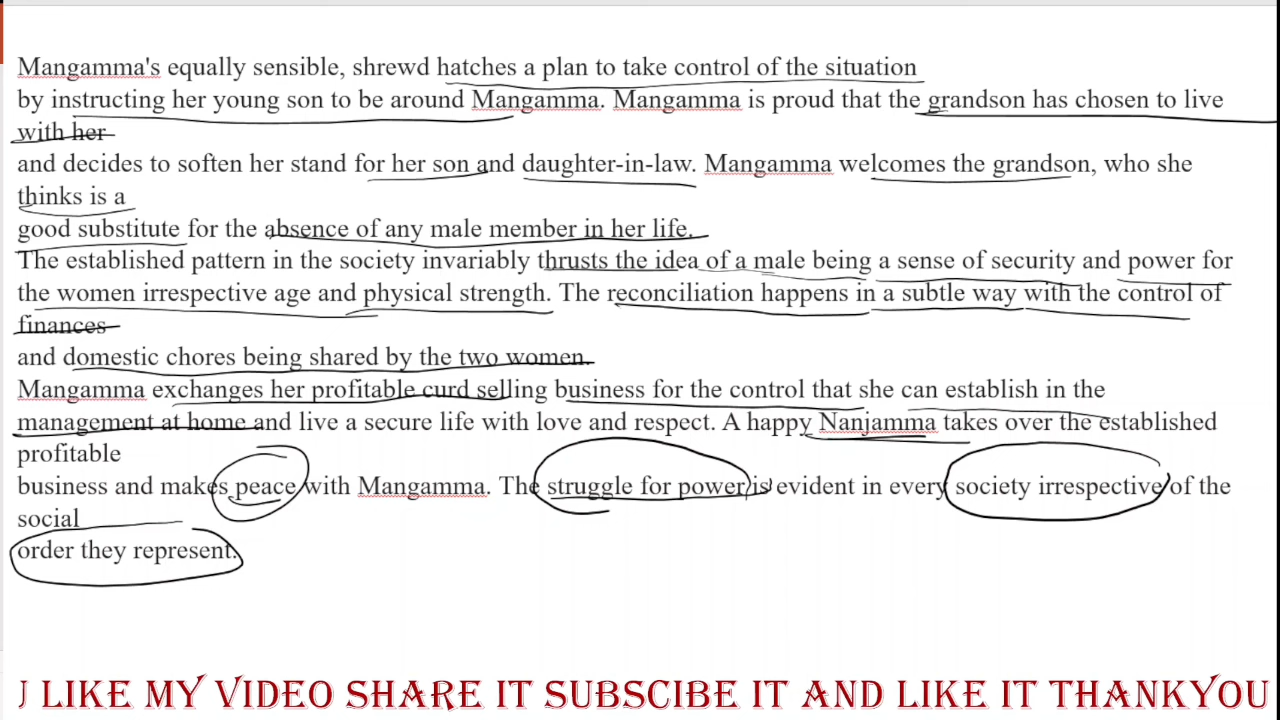 Mangamma's equally sensible, shrewd hatches a plan to take control of the situation
by instructing her young son to be around Mangamma. Mangamma is proud that the grandson has chosen to live
with her
and decides to soften her stand for her son and daughter-in-law. Mangamma welcomes the grandson, who she
thinks is a
good substitute for the absence of any male member in her life.
The established pattern in the society invariably thrusts the idea of a male being a sense of security and power for
the women irrespective age and physical strength. The reconciliation happens in a subtle way with the control of
finances
and domestic chores being shared by the two women.
Mangamma exchanges her profitable curd selling business for the control that she can establish in the
management at home and live a secure life with love and respect. A happy Nanjamma takes over the established
profitable
business and makes peace with Mangamma. The struggle for power is evident in every society irrespective of the
social
order they represent.
LIKE MY VIDEO SHARE IT SUBSCIBE IT AND LIKE IT THANKYOU